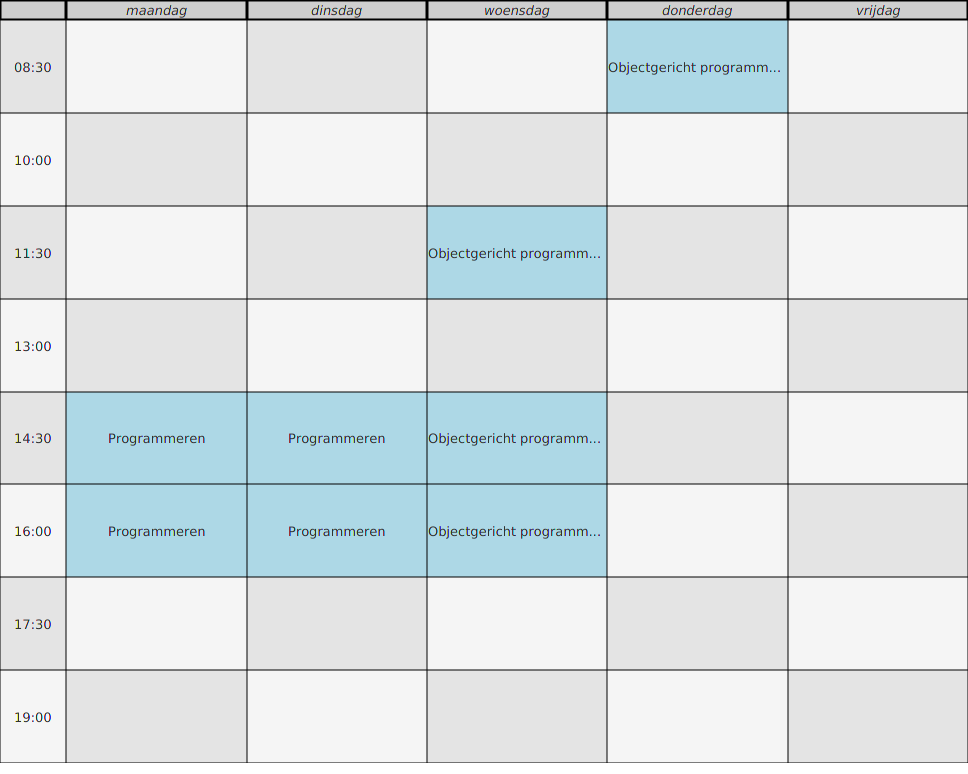 maandag dinsdag woensdag donderdag vrijdag
08:30 Objectgericht programm...
10:00
11:30 Objectgericht programm...
13:00
14:30 Programmeren Programmeren Objectgericht programm...
16:00 Programmeren Programmeren Objectgericht programm...
17:30
19:00